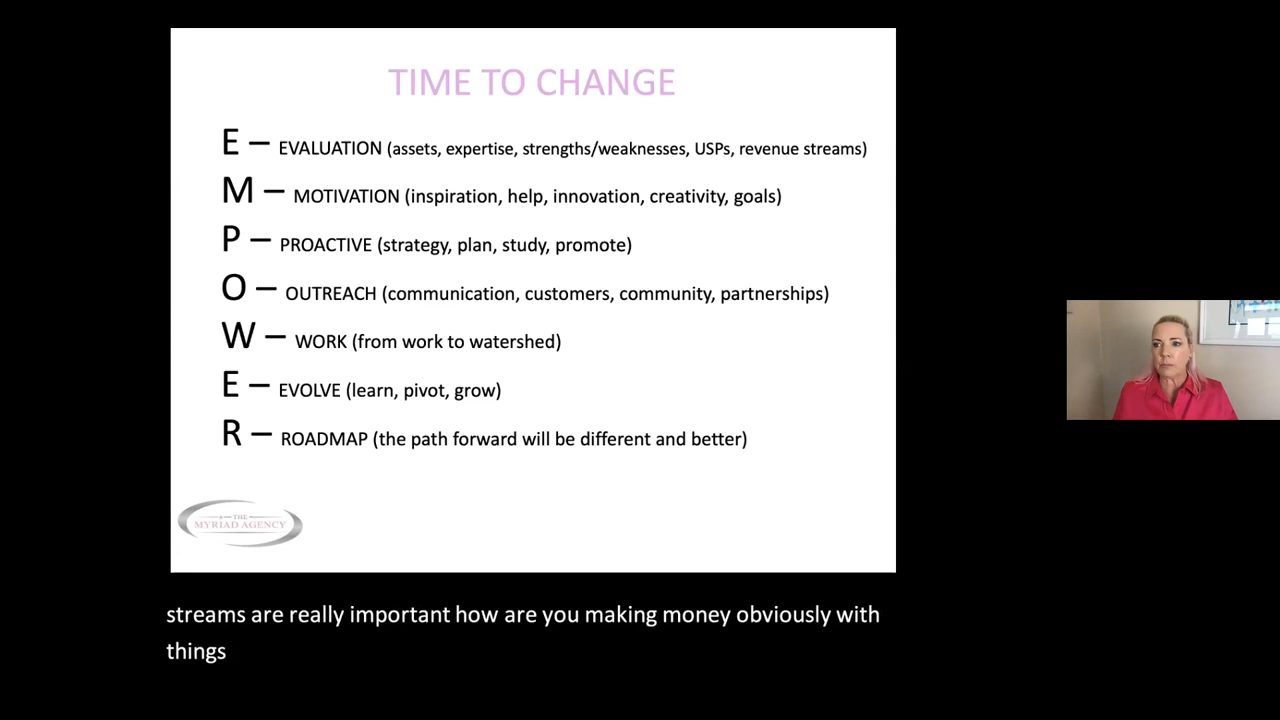 TIME TO CHANGE
E – EVALUATION (assets, expertise, strengths/weaknesses, USPs, revenue streams)
M – MOTIVATION (inspiration, help, innovation, creativity, goals)
P – PROACTIVE (strategy, plan, study, promote)
O – OUTREACH (communication, customers, community, partnerships)
W – WORK (from work to watershed)
E – EVOLVE (learn, pivot, grow)
R – ROADMAP (the path forward will be different and better)
THE
MYRIAD AGENCY
streams are really important how are you making money obviously with
things